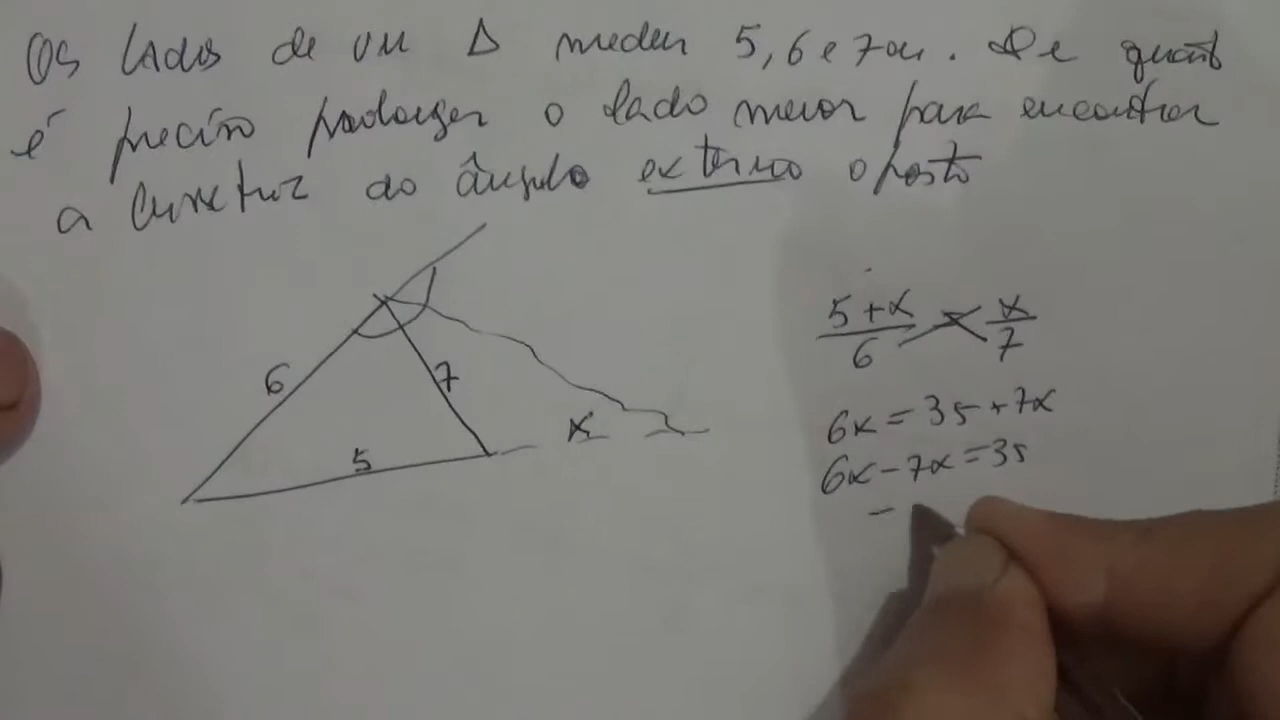 Os lados de um Δ medem 5, 6 e 7cm. De quanto
é preciso prolongar o lado menor para encontrar
a bissetriz do ângulo externo oposto
6
7
5
x
5+x/6 x/7
6x = 35+7x
6x-7x=35
-